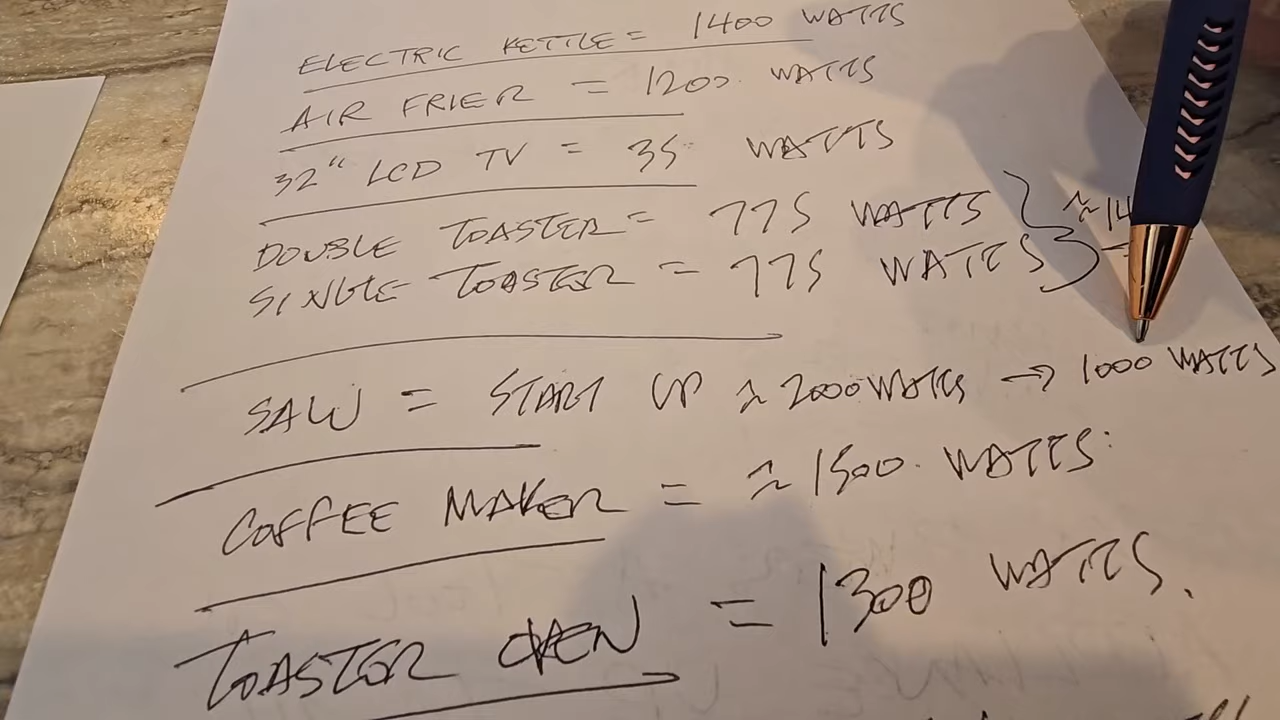 ELECTRIC KETTLE = 1400 WATTS
AIR FRIER = 1200. WATTS
32" LCD TV = 35 WATTS
DOUBLE TOASTER = 775 WATTS } ≈14
SINGLE TOASTER = 775 WATTS }
SAW = START UP ≈ 2000 WATTS → 1000 WATTS
COFFEE MAKER = ≈ 1500. WATTS
TOASTER OVEN = 1300 WATTS.